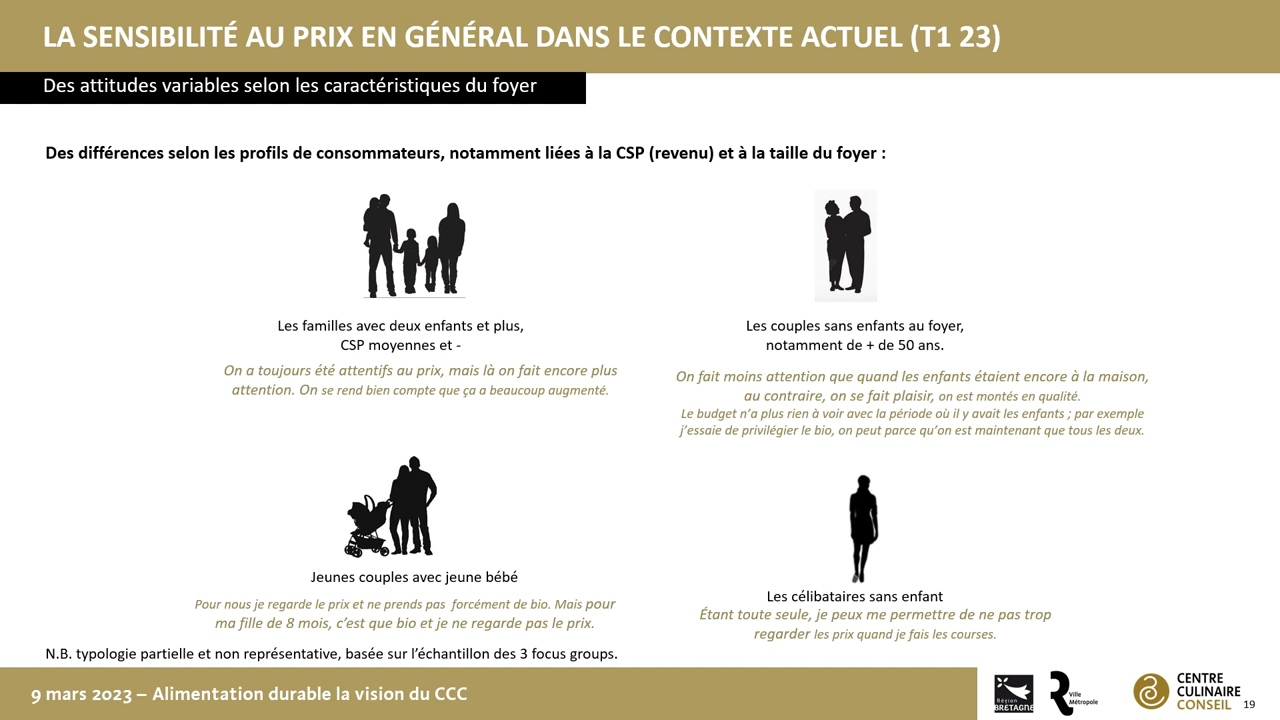 LA SENSIBILITÉ AU PRIX EN GÉNÉRAL DANS LE CONTEXTE ACTUEL (T1 23)
Des attitudes variables selon les caractéristiques du foyer
Des différences selon les profils de consommateurs, notamment liées à la CSP (revenu) et à la taille du foyer :
Les familles avec deux enfants et plus,
CSP moyennes et -
On a toujours été attentifs au prix, mais là on fait encore plus
attention. On se rend bien compte que ça a beaucoup augmenté.
Les couples sans enfants au foyer,
notamment de + de 50 ans.
On fait moins attention que quand les enfants étaient encore à la maison,
au contraire, on se fait plaisir, on est montés en qualité.
Le budget n’a plus rien à voir avec la période où il y avait les enfants ; par exemple
j’essaie de privilégier le bio, on peut parce qu’on est maintenant que tous les deux.
Jeunes couples avec jeune bébé
Pour nous je regarde le prix et ne prends pas forcément de bio. Mais pour
ma fille de 8 mois, c’est que bio et je ne regarde pas le prix.
Les célibataires sans enfant
Étant toute seule, je peux me permettre de ne pas trop
regarder les prix quand je fais les courses.
N.B. typologie partielle et non représentative, basée sur l’échantillon des 3 focus groups.
9 mars 2023 – Alimentation durable la vision du CCC
Région
BRETAGNE
Ville
Métropole
CENTRE
CULINAIRE
CONSEIL
19